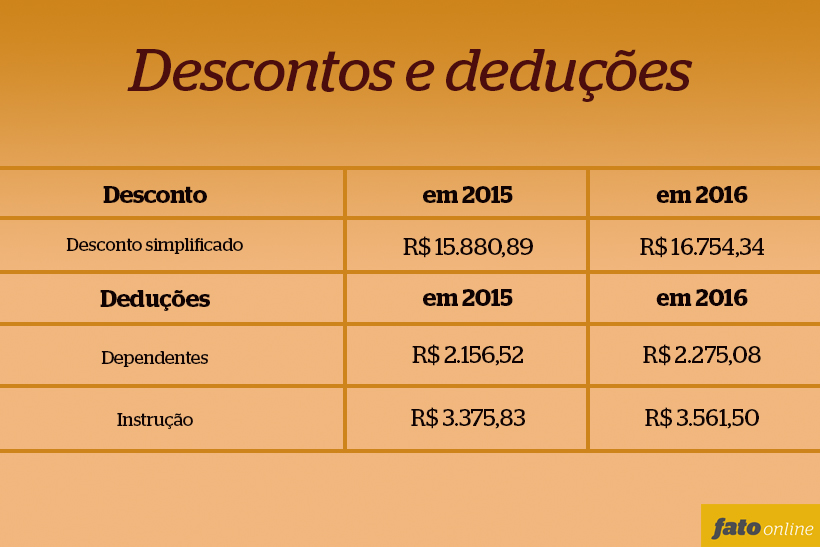 Descontos e deduções
Desconto em 2015 em 2016
Desconto simplificado R$ 15.880,89 R$ 16.754,34
Deduções em 2015 em 2016
Dependentes R$ 2.156,52 R$ 2.275,08
Instrução R$ 3.375,83 R$ 3.561,50
fato online